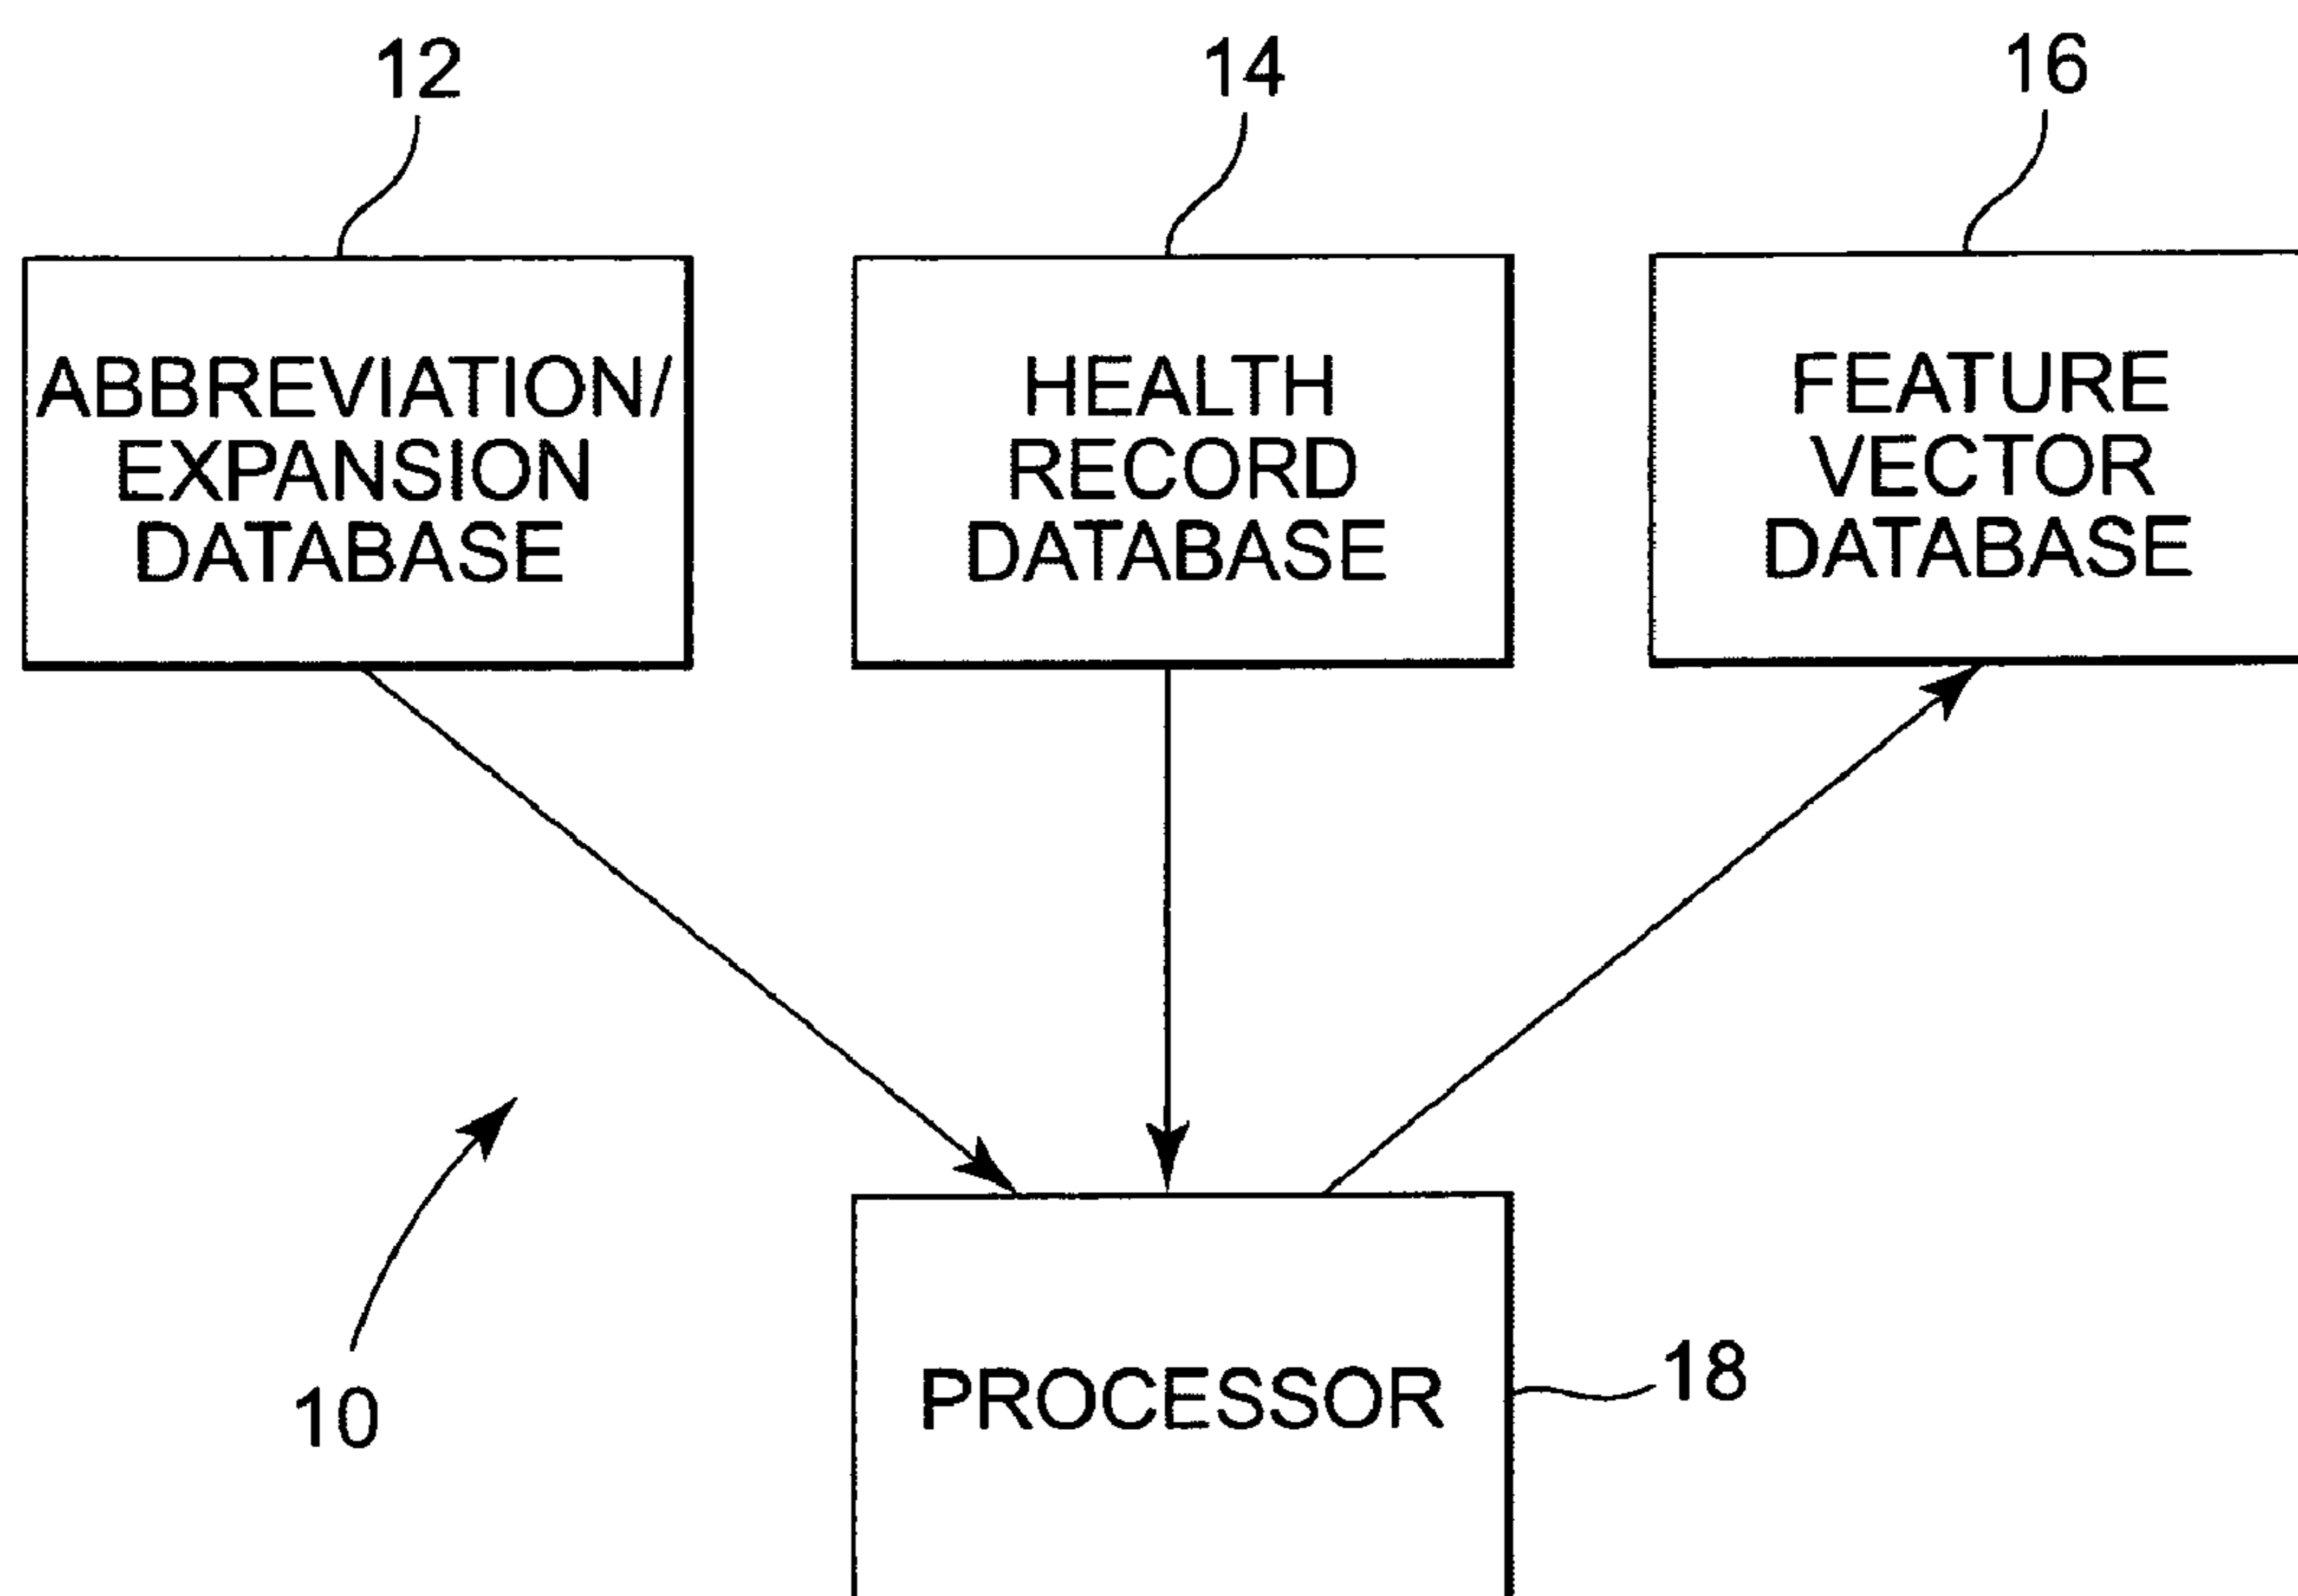 12
14
16
ABBREVIATION/
EXPANSION
DATABASE
HEALTH
RECORD
DATABASE
FEATURE
VECTOR
DATABASE
10
PROCESSOR
18